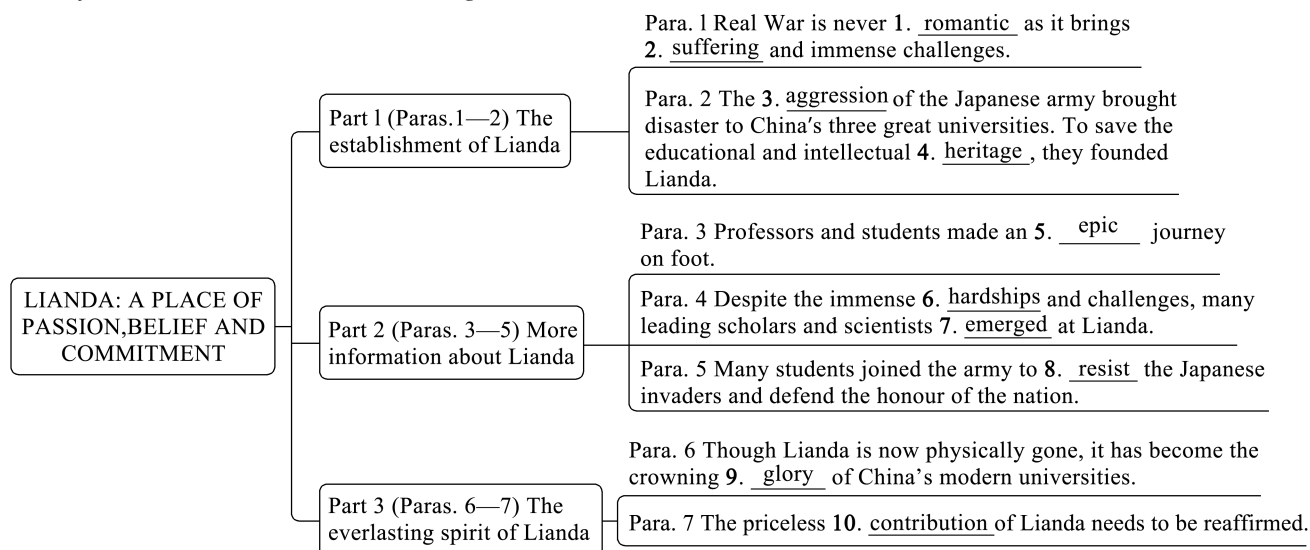 Para. 1 Real War is never 1. romantic as it brings
2. suffering and immense challenges.
Part 1 (Paras.1—2) The
establishment of Lianda
Para. 2 The 3. aggression of the Japanese army brought
disaster to China's three great universities. To save the
educational and intellectual 4. heritage, they founded
Lianda.
LIANDA: A PLACE OF
PASSION,BELIEF AND
COMMITMENT
Part 2 (Paras. 3—5) More
information about Lianda
Para. 3 Professors and students made an 5. epic journey
on foot.
Para. 4 Despite the immense 6. hardships and challenges, many
leading scholars and scientists 7. emerged at Lianda.
Para. 5 Many students joined the army to 8. resist the Japanese
invaders and defend the honour of the nation.
Part 3 (Paras. 6—7) The
everlasting spirit of Lianda
Para. 6 Though Lianda is now physically gone, it has become the
crowning 9. glory of China's modern universities.
Para. 7 The priceless 10. contribution of Lianda needs to be reaffirmed.